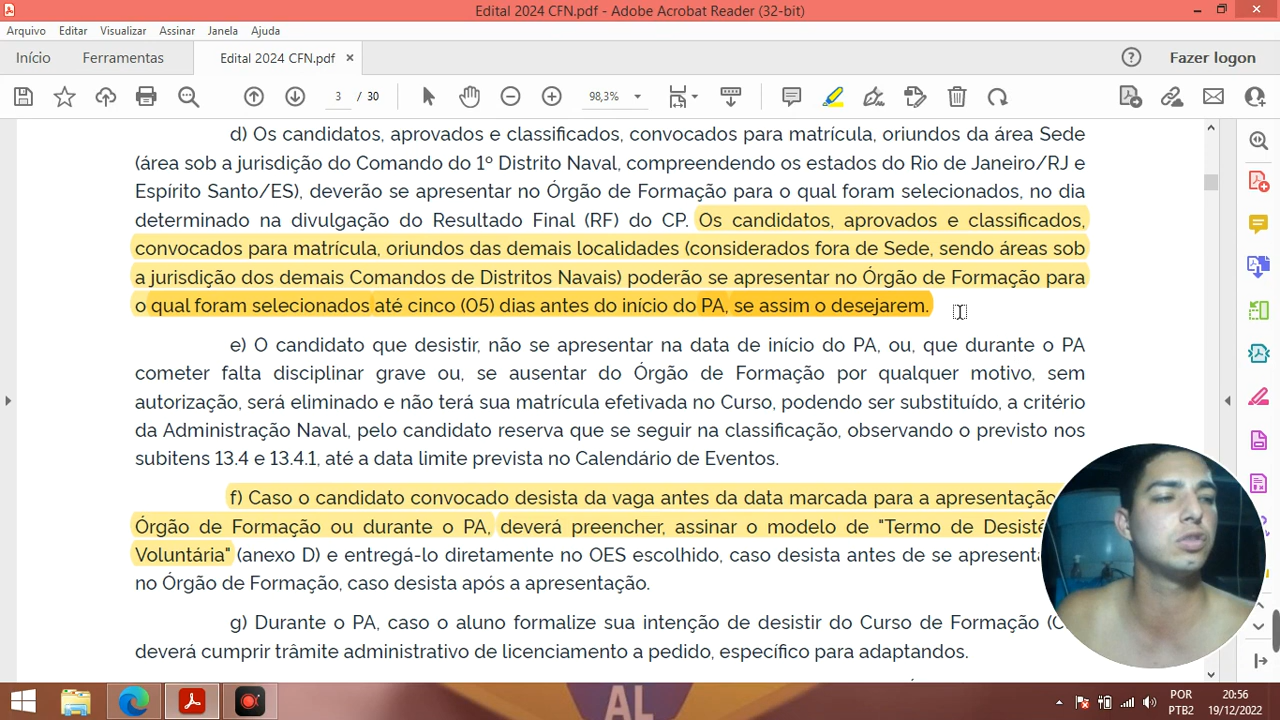 Edital 2024 CFN.pdf - Adobe Acrobat Reader (32-bit)
Arquivo Editar Visualizar Assinar Janela Ajuda
Início Ferramentas Edital 2024 CFN.pdf × Fazer logon
3 / 30 98,3%
d) Os candidatos, aprovados e classificados, convocados para matrícula, oriundos da área Sede
(área sob a jurisdição do Comando do 1º Distrito Naval, compreendendo os estados do Rio de Janeiro/RJ e
Espírito Santo/ES), deverão se apresentar no Órgão de Formação para o qual foram selecionados, no dia
determinado na divulgação do Resultado Final (RF) do CP. Os candidatos, aprovados e classificados,
convocados para matrícula, oriundos das demais localidades (considerados fora de Sede, sendo áreas sob
a jurisdição dos demais Comandos de Distritos Navais) poderão se apresentar no Órgão de Formação para
o qual foram selecionados até cinco (05) dias antes do início do PA, se assim o desejarem.
e) O candidato que desistir, não se apresentar na data de início do PA, ou, que durante o PA
cometer falta disciplinar grave ou, se ausentar do Órgão de Formação por qualquer motivo, sem
autorização, será eliminado e não terá sua matrícula efetivada no Curso, podendo ser substituído, a critério
da Administração Naval, pelo candidato reserva que se seguir na classificação, observando o previsto nos
subitens 13.4 e 13.4.1, até a data limite prevista no Calendário de Eventos.
f) Caso o candidato convocado desista da vaga antes da data marcada para a apresentação
Órgão de Formação ou durante o PA, deverá preencher, assinar o modelo de "Termo de
Voluntária" (anexo D) e entregá-lo diretamente no OES escolhido, caso desista antes de se
no Órgão de Formação, caso desista após a apresentação.
g) Durante o PA, caso o aluno formalize sua intenção de desistir do Curso de Formação
deverá cumprir trâmite administrativo de licenciamento a pedido, específico para adaptandos.
AL
POR 20:56
PTB2 19/12/2022